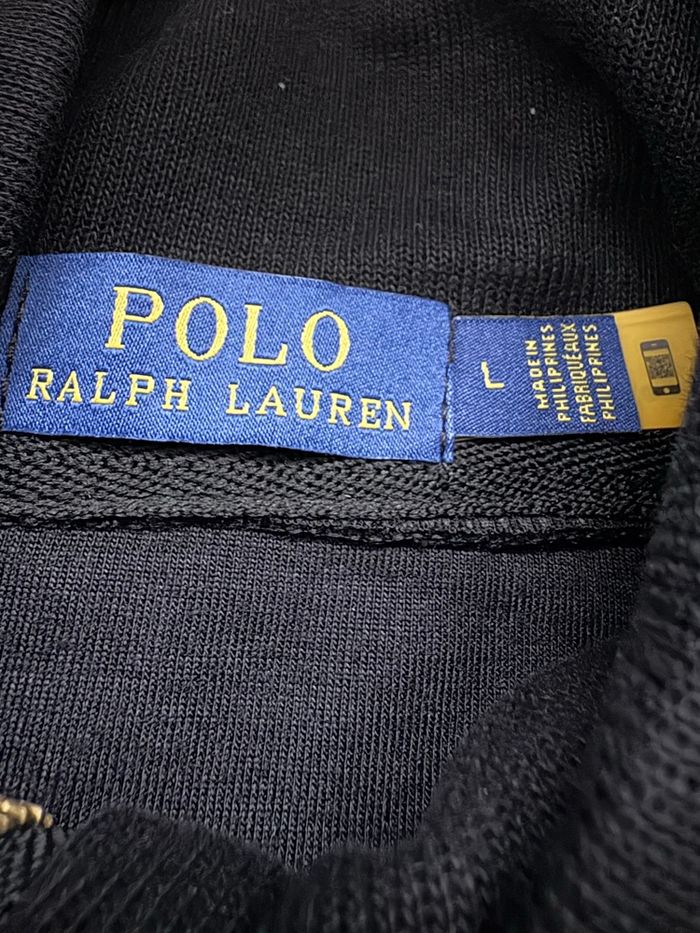 POLO
RALPH LAUREN
L
MADE IN
PHILIPPINES
FABRIQUÉ AUX
PHILIPPINES